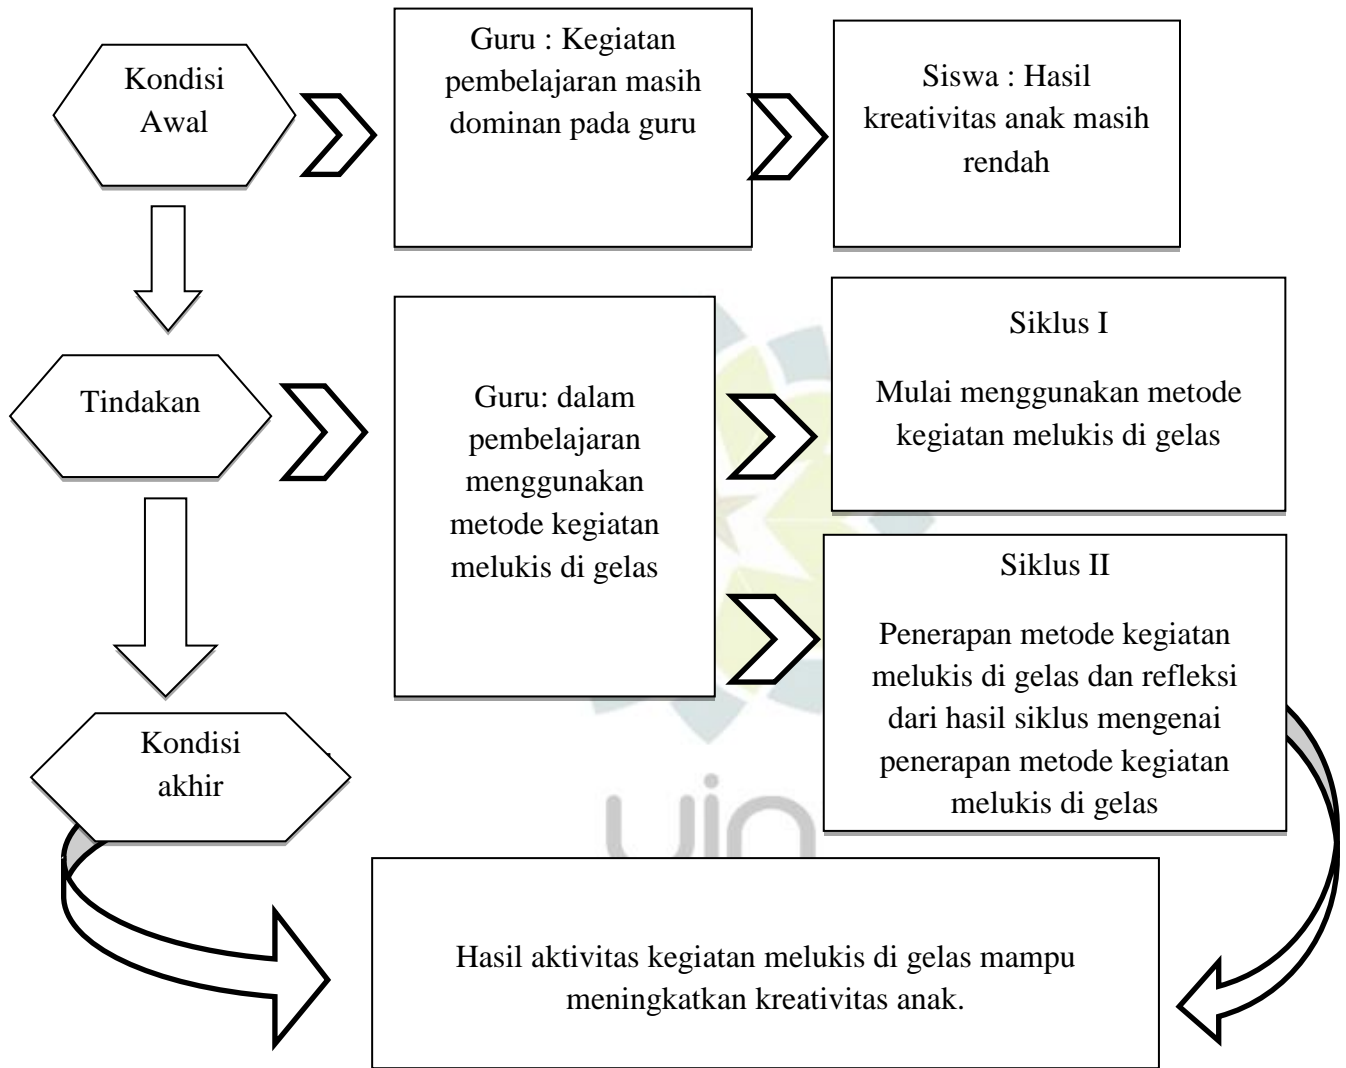 Kondisi
Awal
Guru : Kegiatan
pembelajaran masih
dominan pada guru
Siswa : Hasil
kreativitas anak masih
rendah
Tindakan
Guru: dalam
pembelajaran
menggunakan
metode kegiatan
melukis di gelas
Siklus I
Mulai menggunakan metode
kegiatan melukis di gelas
Siklus II
Penerapan metode kegiatan
melukis di gelas dan refleksi
dari hasil siklus mengenai
penerapan metode kegiatan
melukis di gelas
Kondisi
akhir
uin
Hasil aktivitas kegiatan melukis di gelas mampu
meningkatkan kreativitas anak.